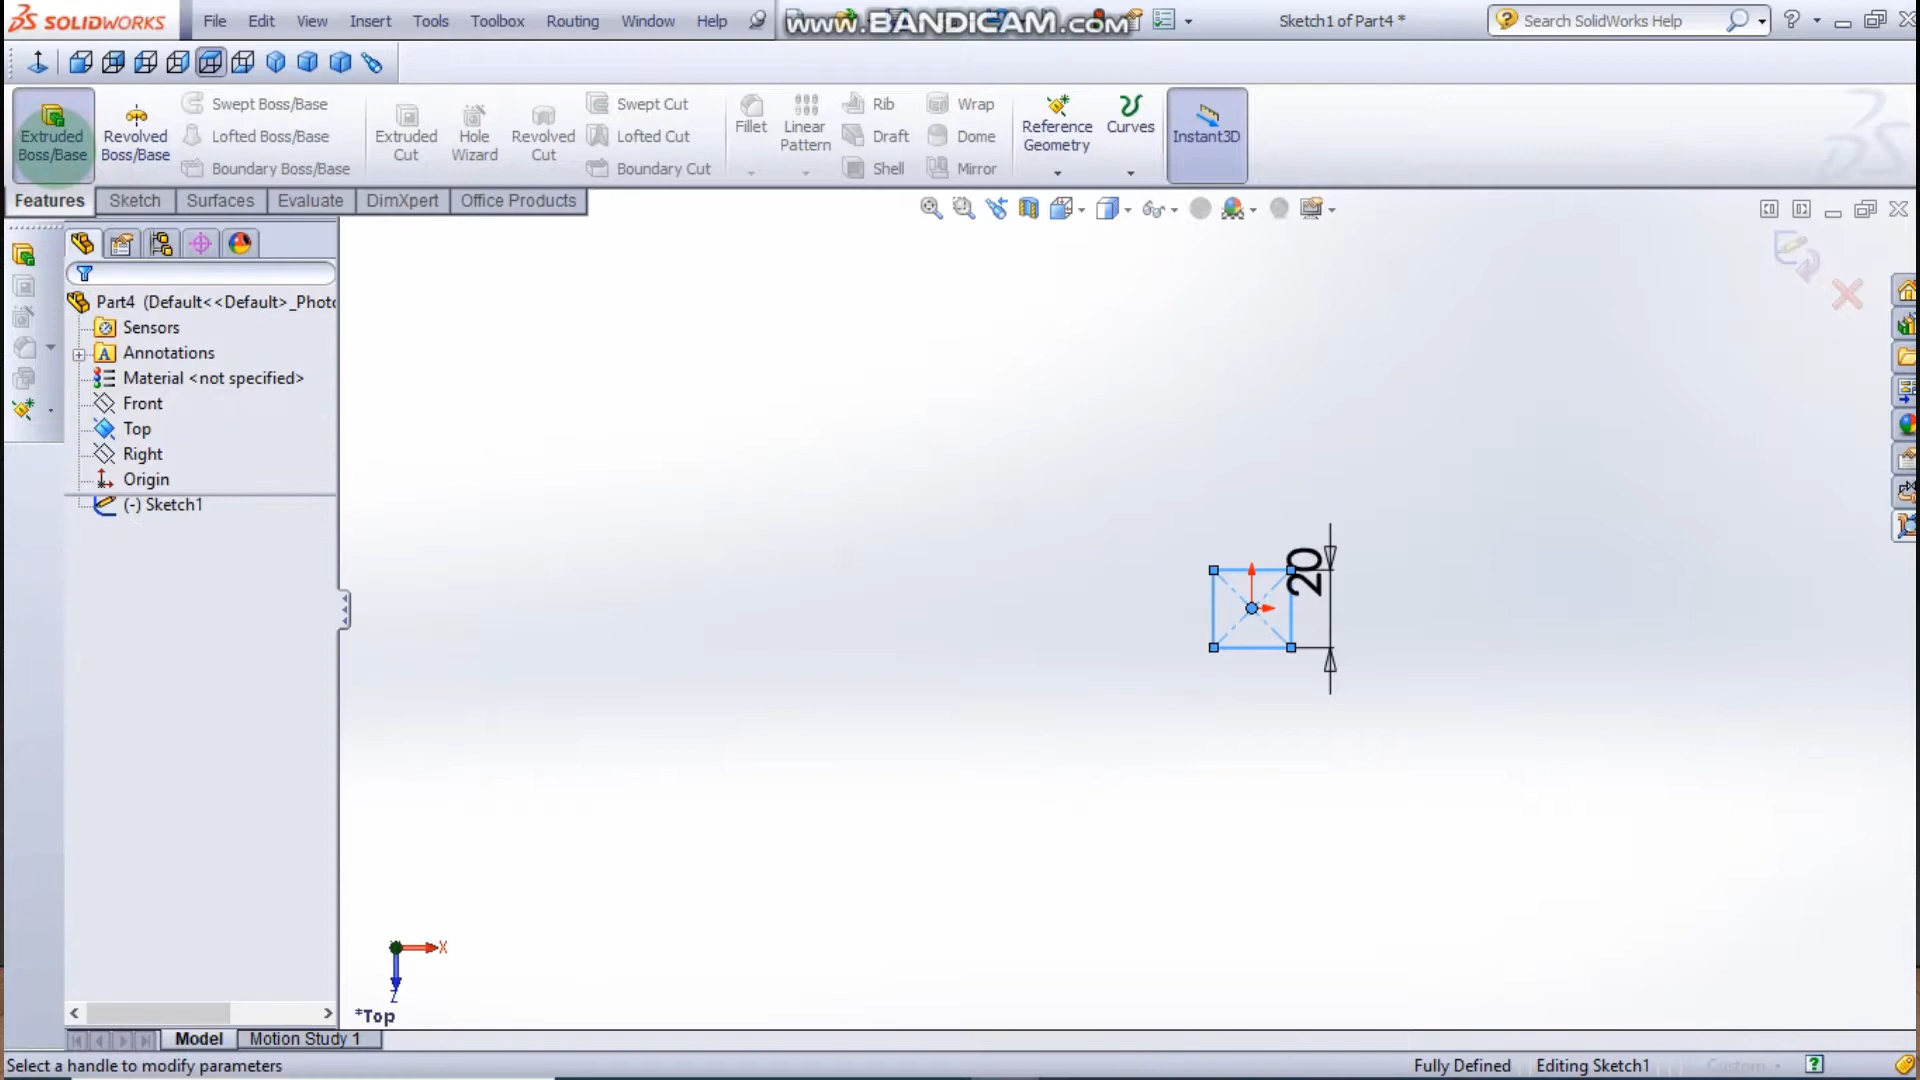 SOLIDWORKS File Edit View Insert Tools Toolbox Routing Window Help www.BANDICAM.com Sketch1 of Part4 * Search SolidWorks Help
Extruded Boss/Base
Revolved Boss/Base
Swept Boss/Base
Lofted Boss/Base
Boundary Boss/Base
Extruded Cut
Hole Wizard
Revolved Cut
Swept Cut
Lofted Cut
Boundary Cut
Fillet
Linear Pattern
Rib
Draft
Shell
Wrap
Dome
Mirror
Reference Geometry
Curves
Instant3D
Features Sketch Surfaces Evaluate DimXpert Office Products
Part4 (Default<<Default>_Photo
Sensors
Annotations
Material <not specified>
Front
Top
Right
Origin
(-) Sketch1
20
X
Z
*Top
Model Motion Study 1
Select a handle to modify parameters Fully Defined Editing Sketch1 Custom